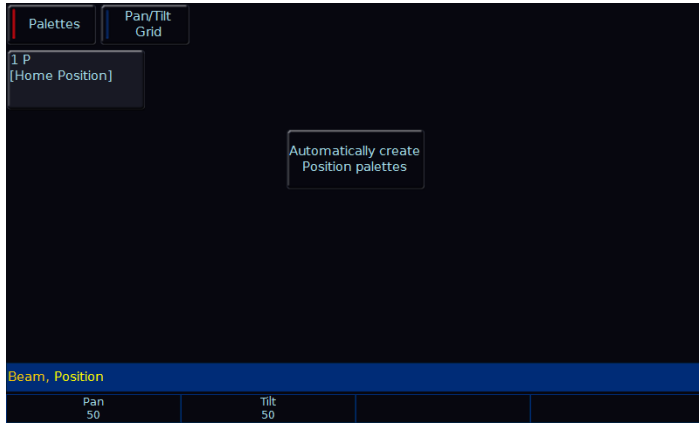 Palettes
Pan/Tilt
Grid
1 P
[Home Position]
Automatically create
Position palettes
Beam, Position
Pan
50
Tilt
50